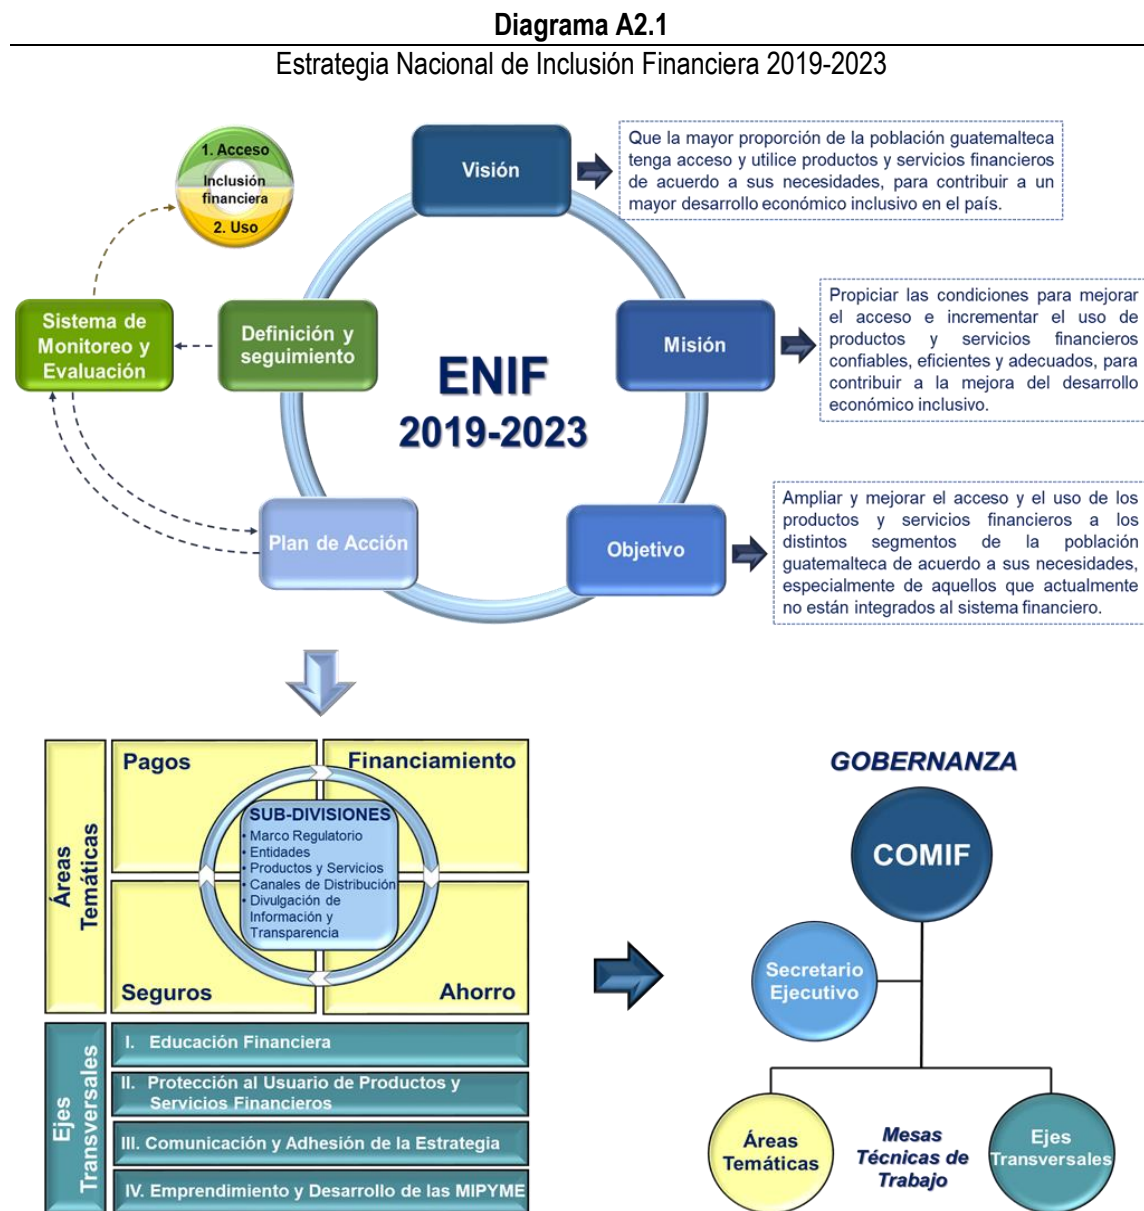 Diagrama A2.1
Estrategia Nacional de Inclusión Financiera 2019-2023
1. Acceso
Inclusión
financiera
2. Uso
Visión
Que la mayor proporción de la población guatemalteca
tenga acceso y utilice productos y servicios financieros
de acuerdo a sus necesidades, para contribuir a un
mayor desarrollo económico inclusivo en el país.
Sistema de
Monitoreo y
Evaluación
Definición y
seguimiento
ENIF
2019-2023
Misión
Propiciar las condiciones para mejorar
el acceso e incrementar el uso de
productos y servicios financieros
confiables, eficientes y adecuados, para
contribuir a la mejora del desarrollo
económico inclusivo.
Plan de Acción
Objetivo
Ampliar y mejorar el acceso y el uso de los
productos y servicios financieros a los
distintos segmentos de la población
guatemalteca de acuerdo a sus necesidades,
especialmente de aquellos que actualmente
no están integrados al sistema financiero.
Áreas
Temáticas
Pagos
Financiamiento
SUB-DIVISIONES
• Marco Regulatorio
• Entidades
• Productos y Servicios
• Canales de Distribución
• Divulgación de
Información y
Transparencia
Seguros
Ahorro
Ejes
Transversales
I. Educación Financiera
II. Protección al Usuario de Productos y
Servicios Financieros
III. Comunicación y Adhesión de la Estrategia
IV. Emprendimiento y Desarrollo de las MIPYME
GOBERNANZA
COMIF
Secretario
Ejecutivo
Áreas
Temáticas
Mesas
Técnicas de
Trabajo
Ejes
Transversales